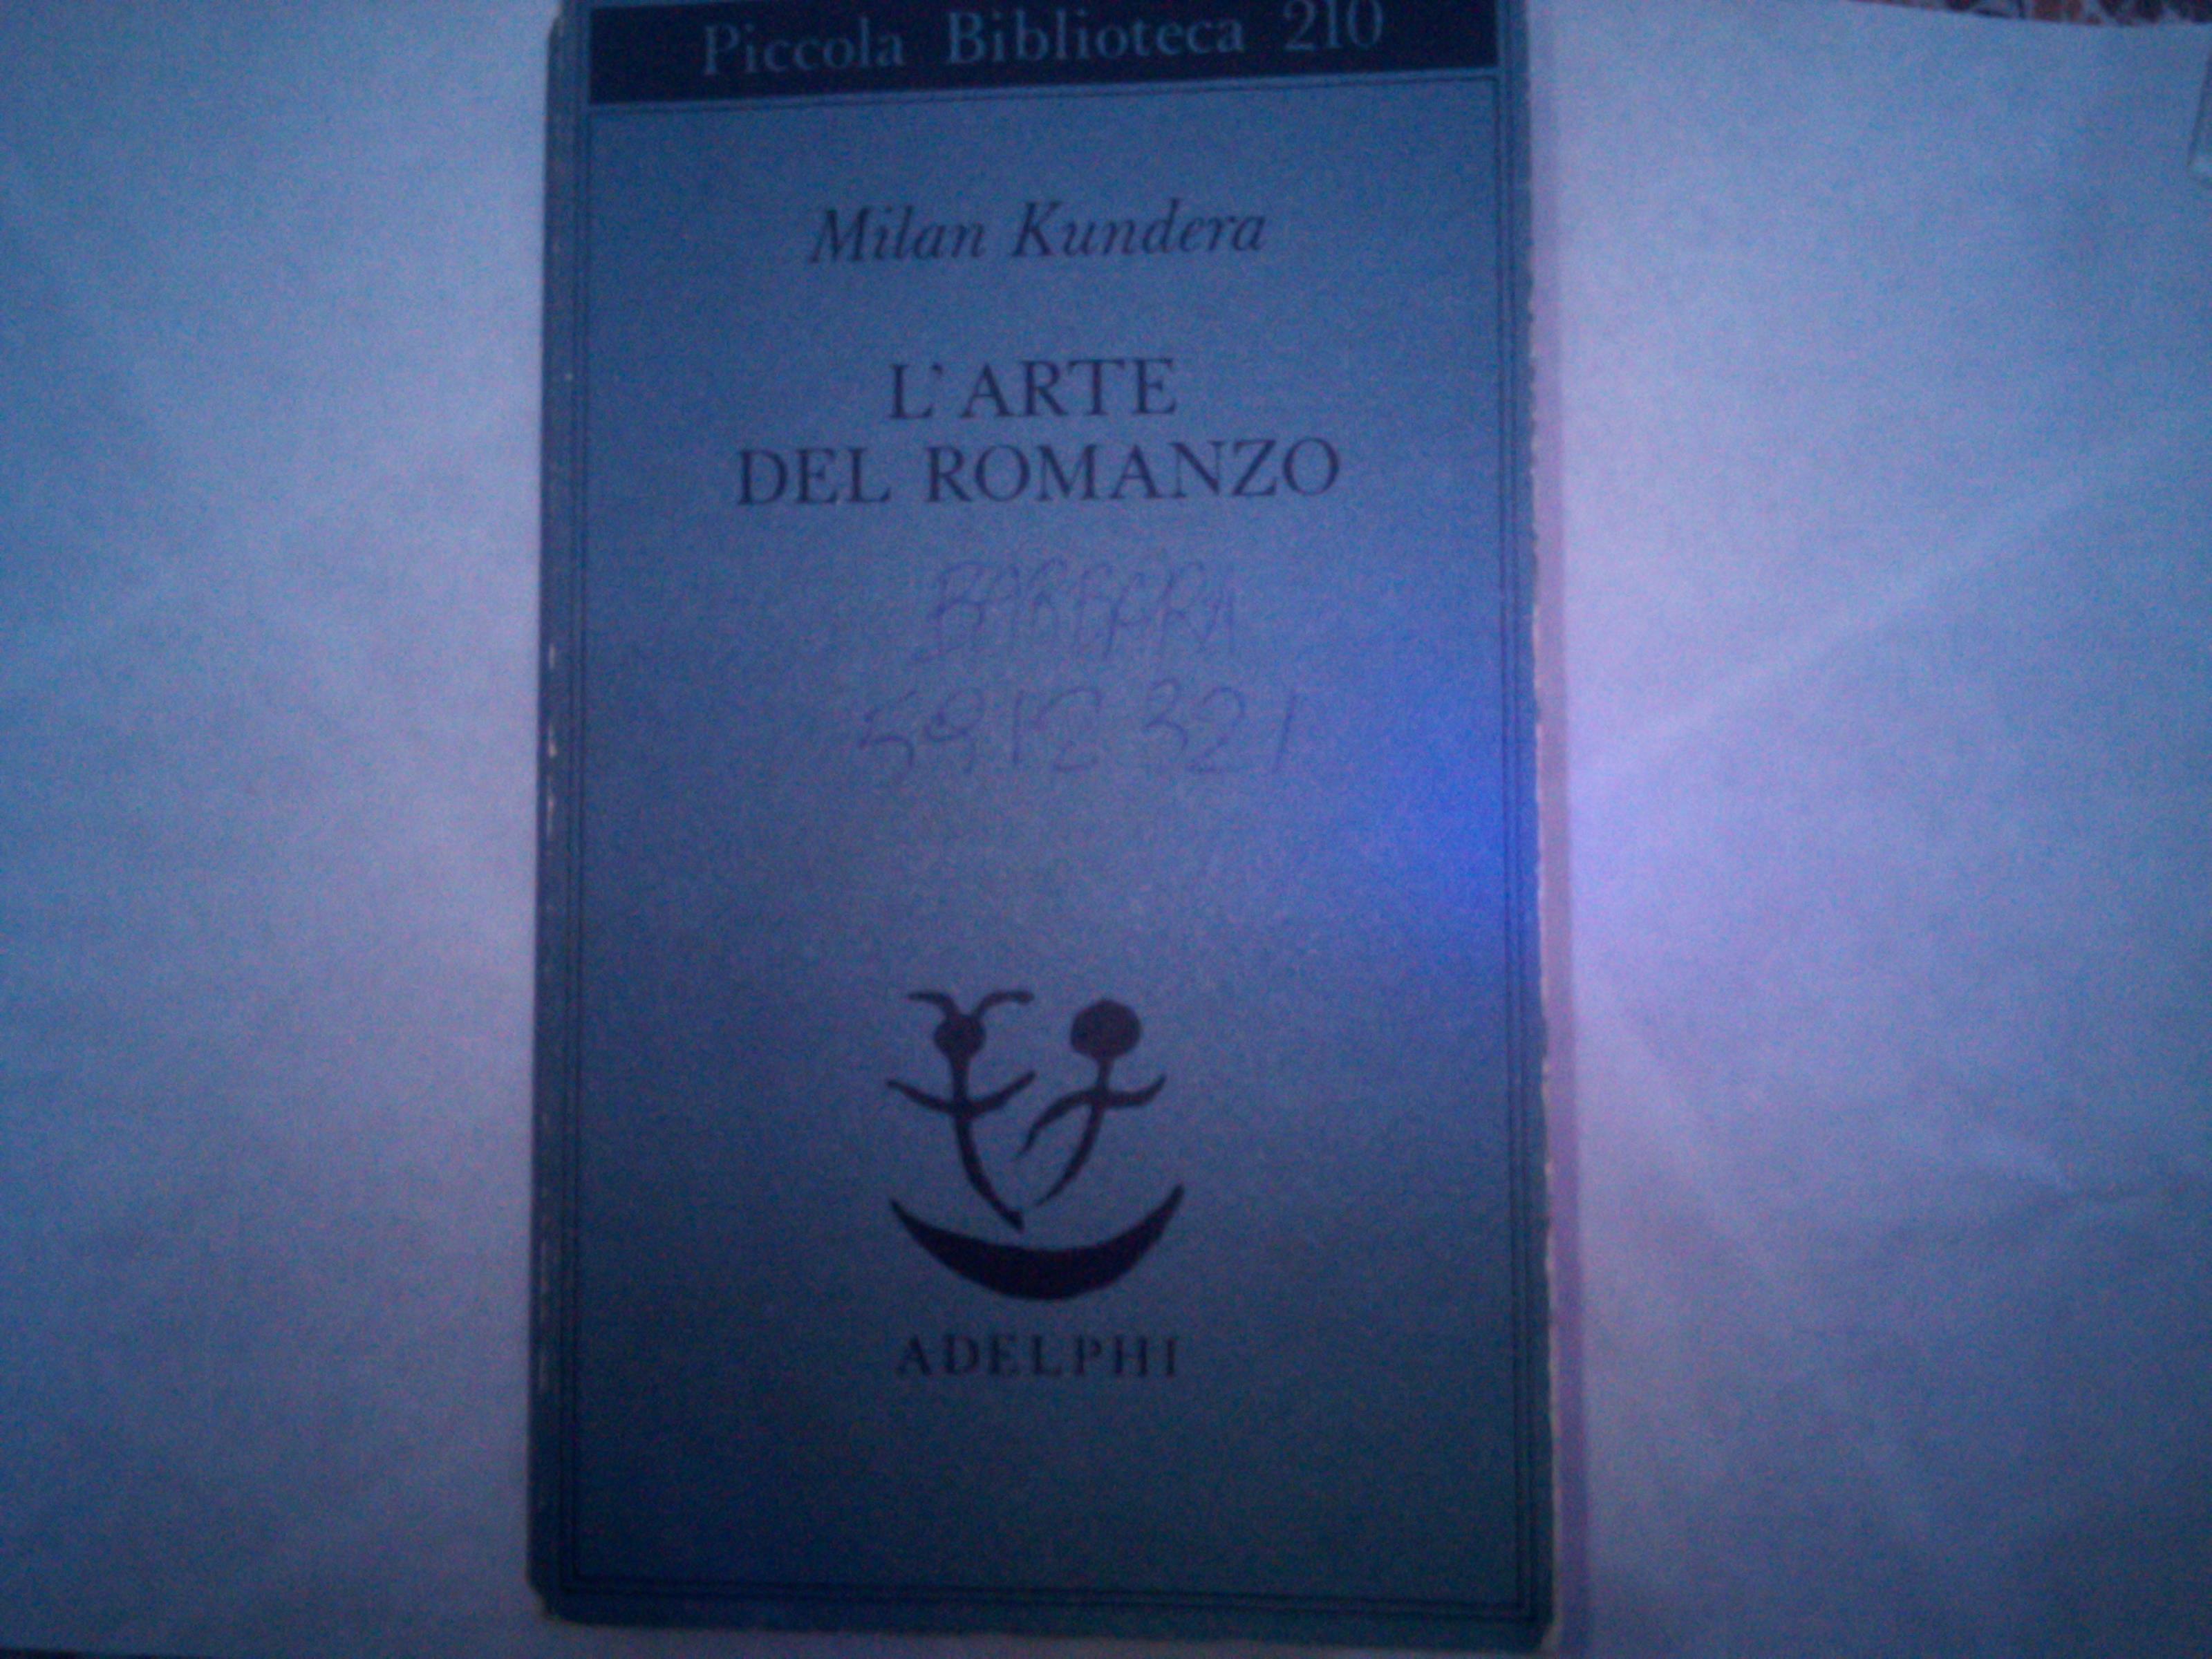 Piccola Biblioteca 210
Milan Kundera
L'ARTE
DEL ROMANZO
BARBARA
ADELPHI